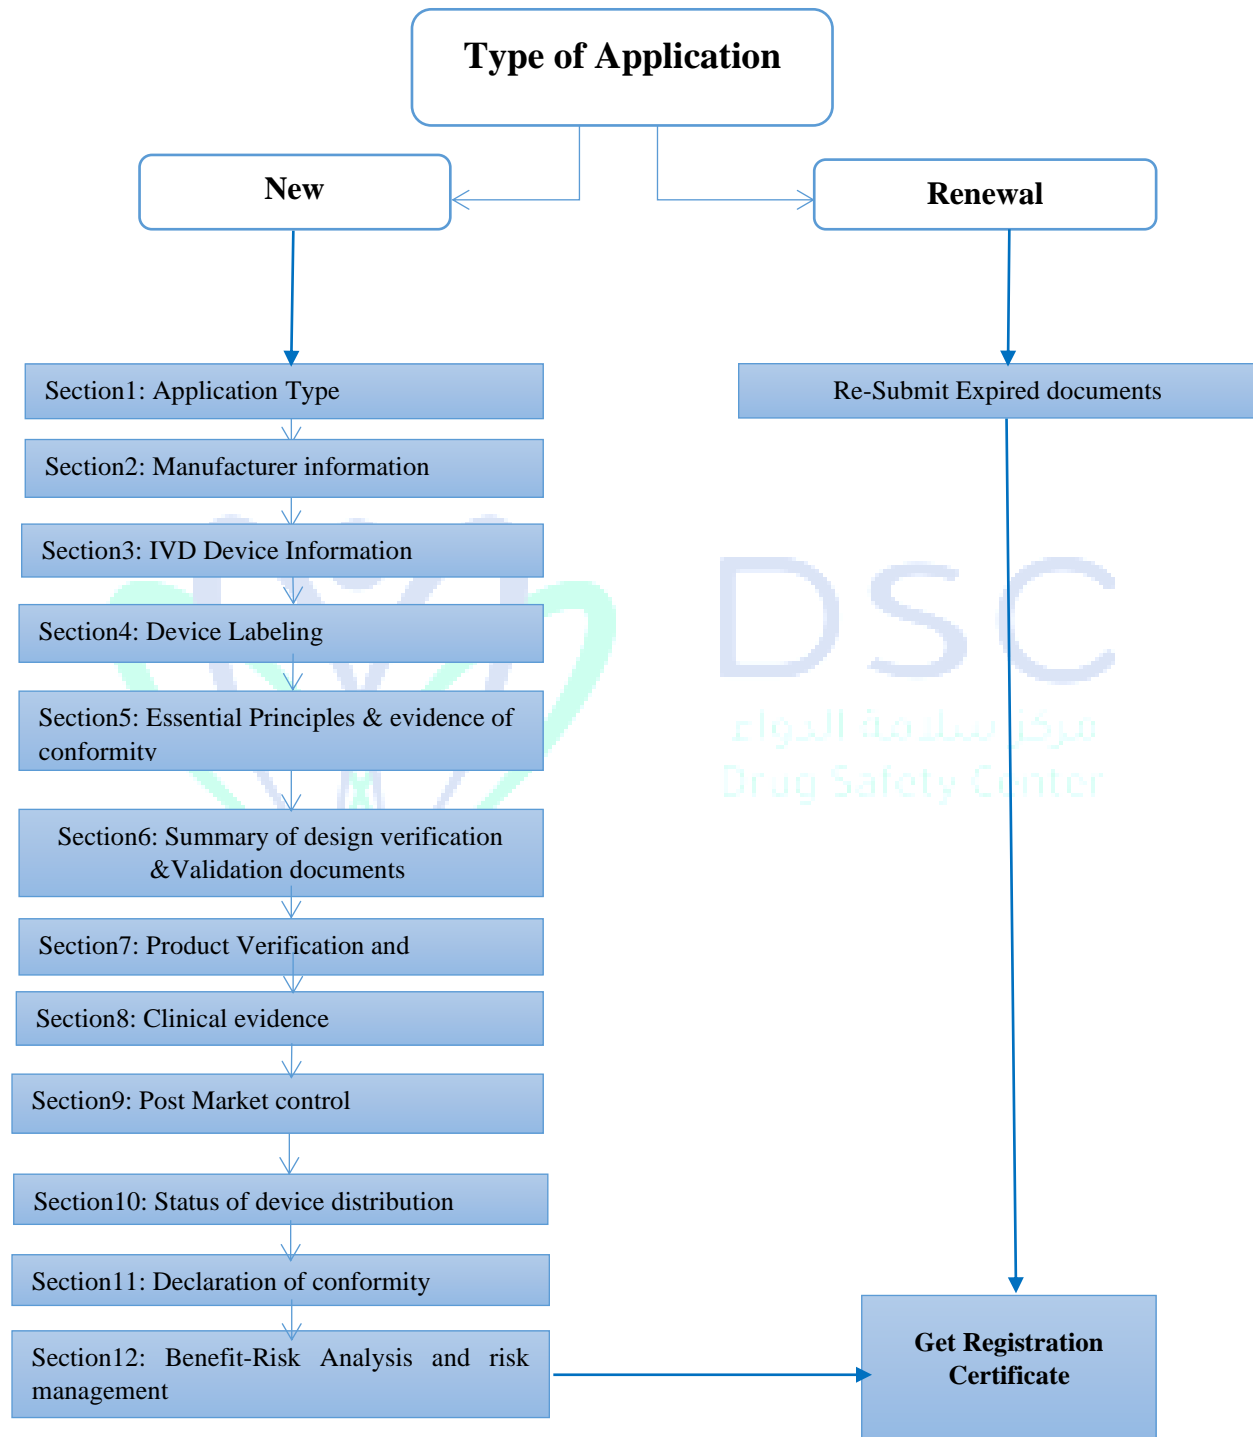 Type of Application
New
Renewal
Section1: Application Type
Re-Submit Expired documents
Section2: Manufacturer information
Section3: IVD Device Information
Section4: Device Labeling
Section5: Essential Principles & evidence of
conformity
Section6: Summary of design verification
&Validation documents
Section7: Product Verification and
Section8: Clinical evidence
Section9: Post Market control
Section10: Status of device distribution
Section11: Declaration of conformity
Section12: Benefit-Risk Analysis and risk
management
Get Registration
Certificate
DSC
مركز سلامة الدواء
Drug Safety Center